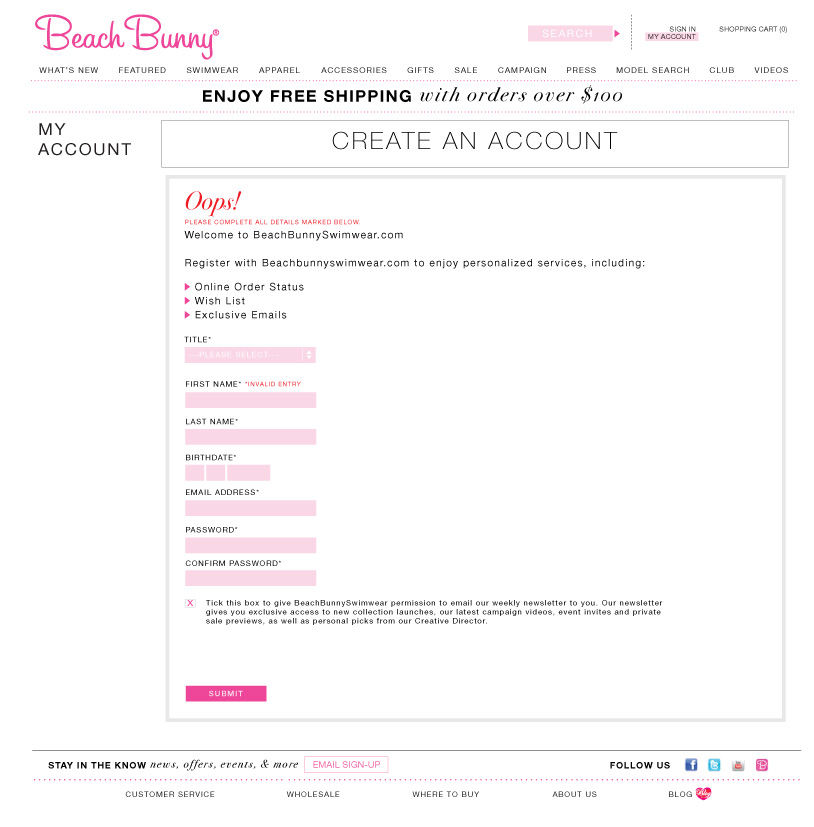 Beach Bunny®
SEARCH
SIGN IN
MY ACCOUNT
SHOPPING CART (0)
WHAT'S NEW FEATURED SWIMWEAR APPAREL ACCESSORIES GIFTS SALE CAMPAIGN PRESS MODEL SEARCH CLUB VIDEOS
ENJOY FREE SHIPPING with orders over $100
MY
ACCOUNT
CREATE AN ACCOUNT
Oops!
PLEASE COMPLETE ALL DETAILS MARKED BELOW.
Welcome to BeachBunnySwimwear.com
Register with Beachbunnyswimwear.com to enjoy personalized services, including:
Online Order Status
Wish List
Exclusive Emails
TITLE*
---PLEASE SELECT---
FIRST NAME* *INVALID ENTRY
LAST NAME*
BIRTHDATE*
EMAIL ADDRESS*
PASSWORD*
CONFIRM PASSWORD*
X Tick this box to give BeachBunnySwimwear permission to email our weekly newsletter to you. Our newsletter
gives you exclusive access to new collection launches, our latest campaign videos, event invites and private
sale previews, as well as personal picks from our Creative Director.
SUBMIT
STAY IN THE KNOW news, offers, events, & more EMAIL SIGN-UP FOLLOW US f t
CUSTOMER SERVICE WHOLESALE WHERE TO BUY ABOUT US BLOG